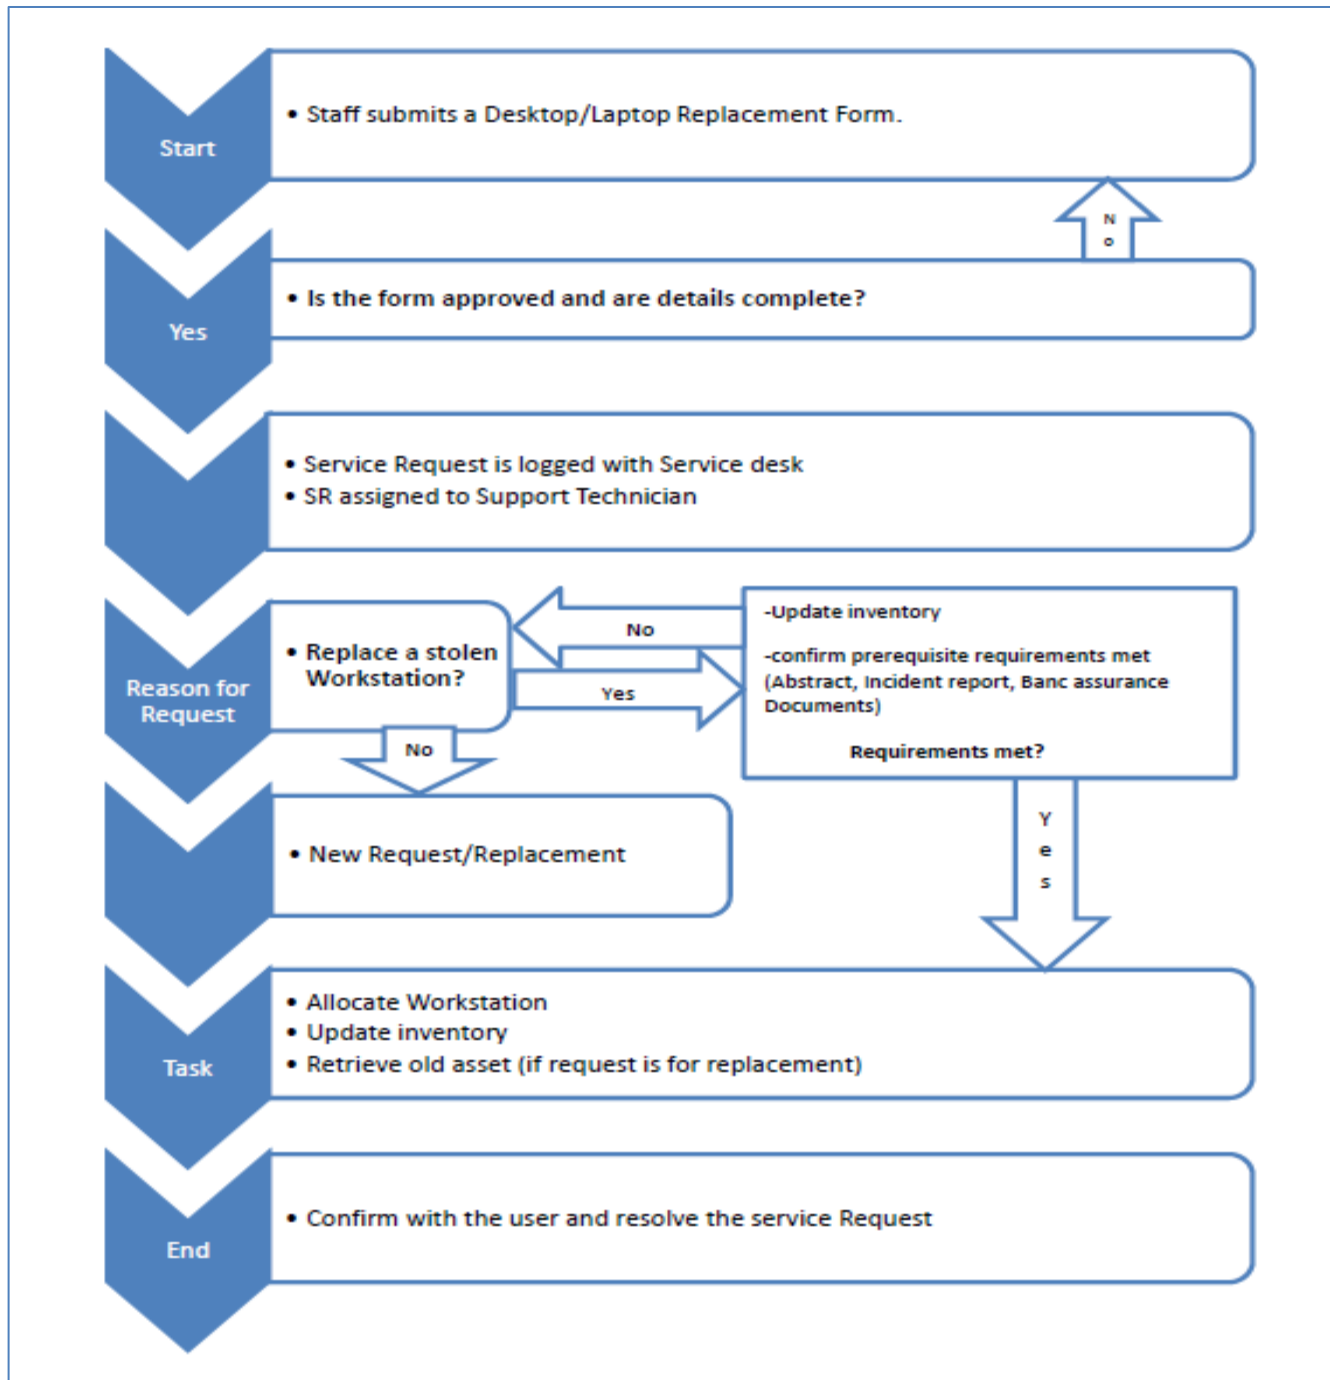 • Staff submits a Desktop/Laptop Replacement Form.
Start
N
o
• Is the form approved and are details complete?
Yes
• Service Request is logged with Service desk
• SR assigned to Support Technician
Reason for
Request
• Replace a stolen
Workstation?
No
Yes
-Update inventory
-confirm prerequisite requirements met
(Abstract, Incident report, Banc assurance
Documents)
Requirements met?
No
Y
e
s
• New Request/Replacement
• Allocate Workstation
• Update inventory
• Retrieve old asset (if request is for replacement)
Task
• Confirm with the user and resolve the service Request
End